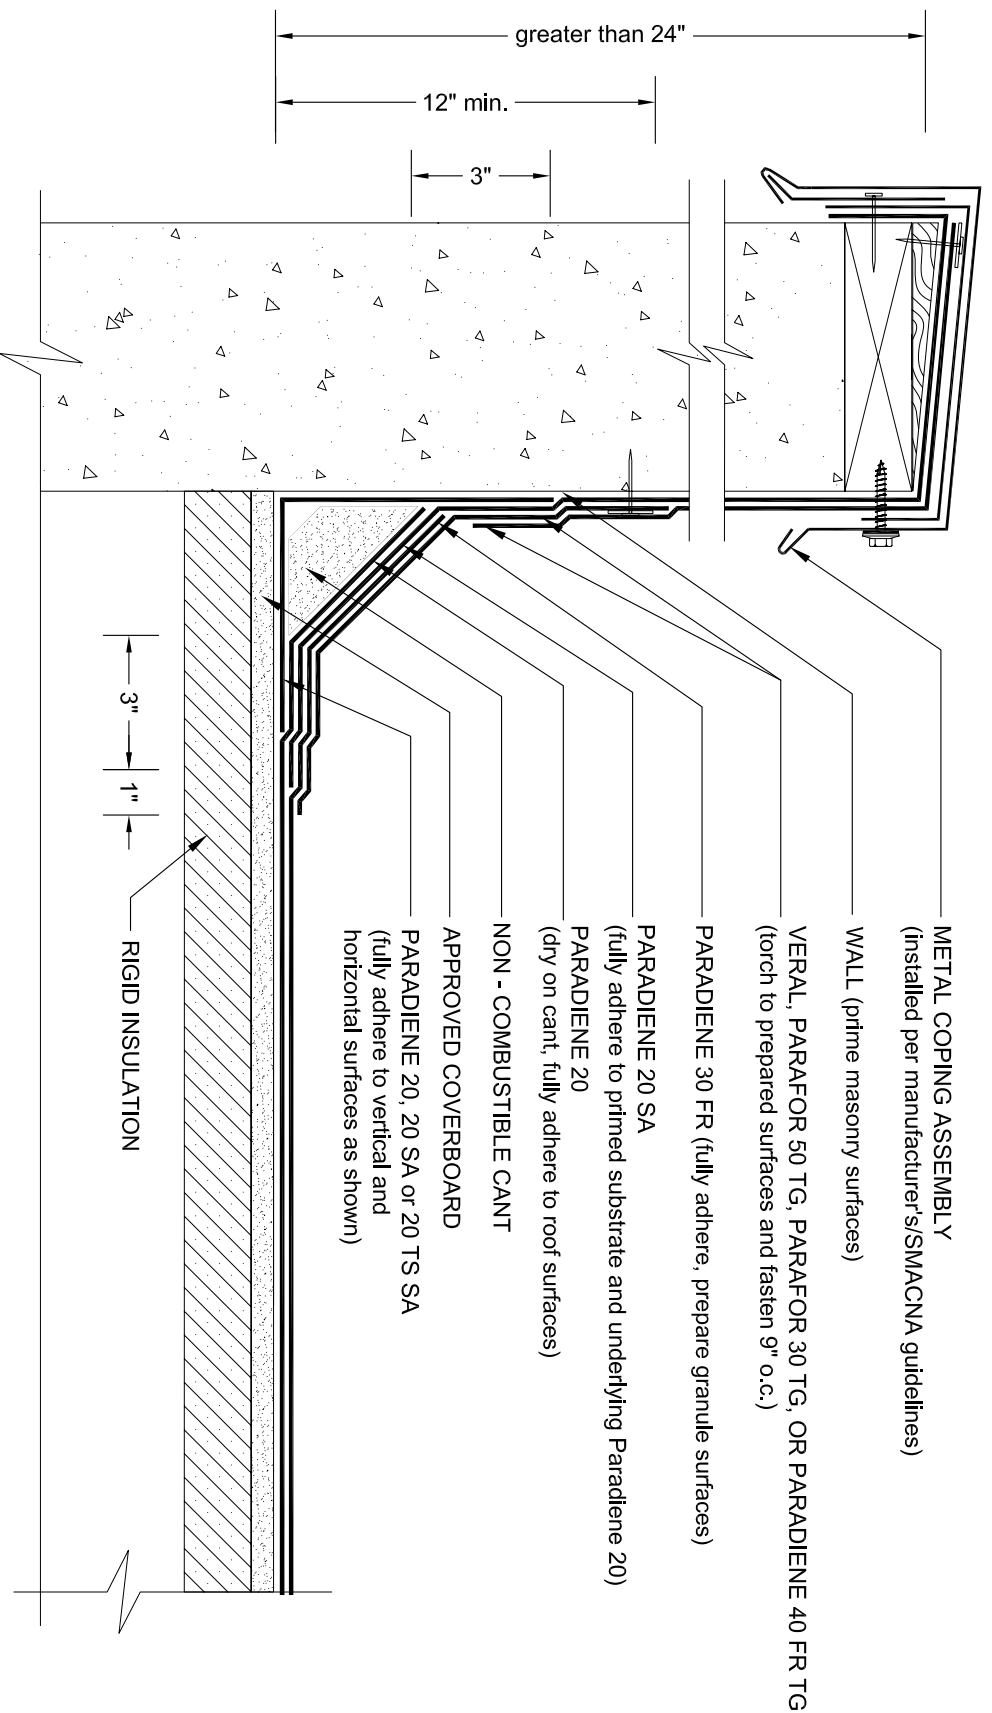 greater than 24"
12" min.
3"
METAL COPING ASSEMBLY
(installed per manufacturer's/SMACNA guidelines)
WALL (prime masonry surfaces)
VERAL, PARAFOR 50 TG, PARAFOR 30 TG, OR PARADIENE 40 FR TG
(torch to prepared surfaces and fasten 9" o.c.)
PARADIENE 30 FR (fully adhere, prepare granule surfaces)
PARADIENE 20 SA
(fully adhere to primed substrate and underlying Paradiene 20)
PARADIENE 20
(dry on cant, fully adhere to roof surfaces)
NON - COMBUSTIBLE CANT
APPROVED COVERBOARD
PARADIENE 20, 20 SA or 20 TS SA
(fully adhere to vertical and
horizontal surfaces as shown)
3"
1"
RIGID INSULATION